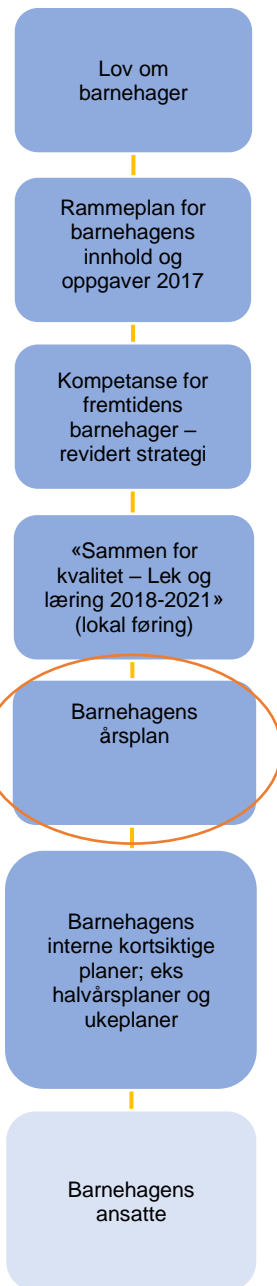 Lov om
barnehager
Rammeplan for
barnehagens
innhold og
oppgaver 2017
Kompetanse for
fremtidens
barnehager –
revidert strategi
«Sammen for
kvalitet – Lek og
læring 2018-2021»
(lokal føring)
Barnehagens
årsplan
Barnehagens
interne kortsiktige
planer; eks
halvårsplaner og
ukeplaner
Barnehagens
ansatte